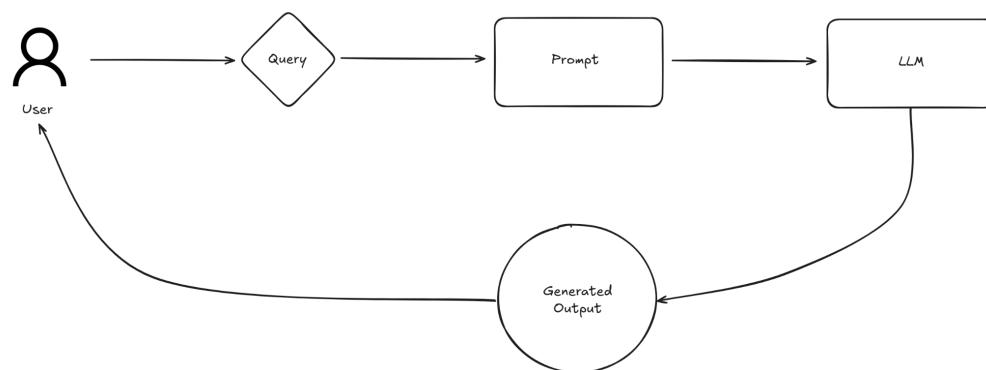 Query
Prompt
LLM
User
Generated
Output